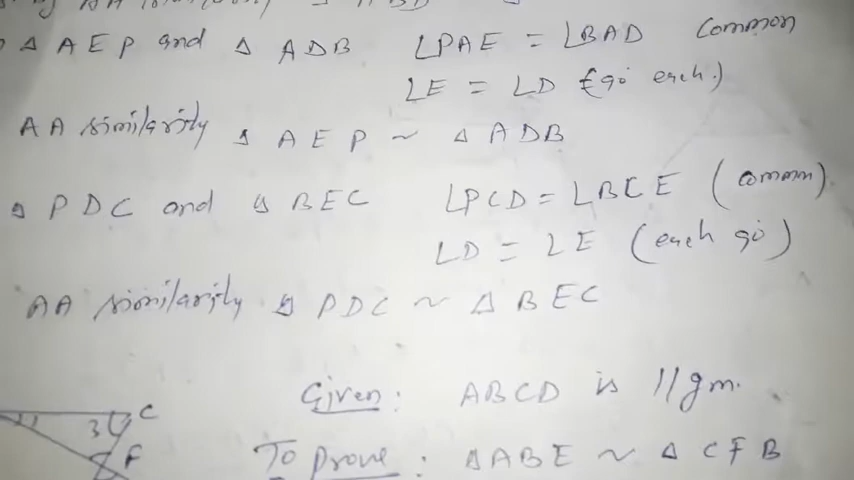 △ AEP and △ ADB ∠PAE = ∠BAD Common
∠E = ∠D (90° each.)
AA similarity △ AEP ~ △ ADB
△ PDC and △ BEC ∠PCD = ∠BCE (common)
∠D = ∠E (each 90°)
AA similarity △ PDC ~ △ BEC
Given: ABCD is ||gm.
C
3
F
To prove: △ABE ~ △ CFB